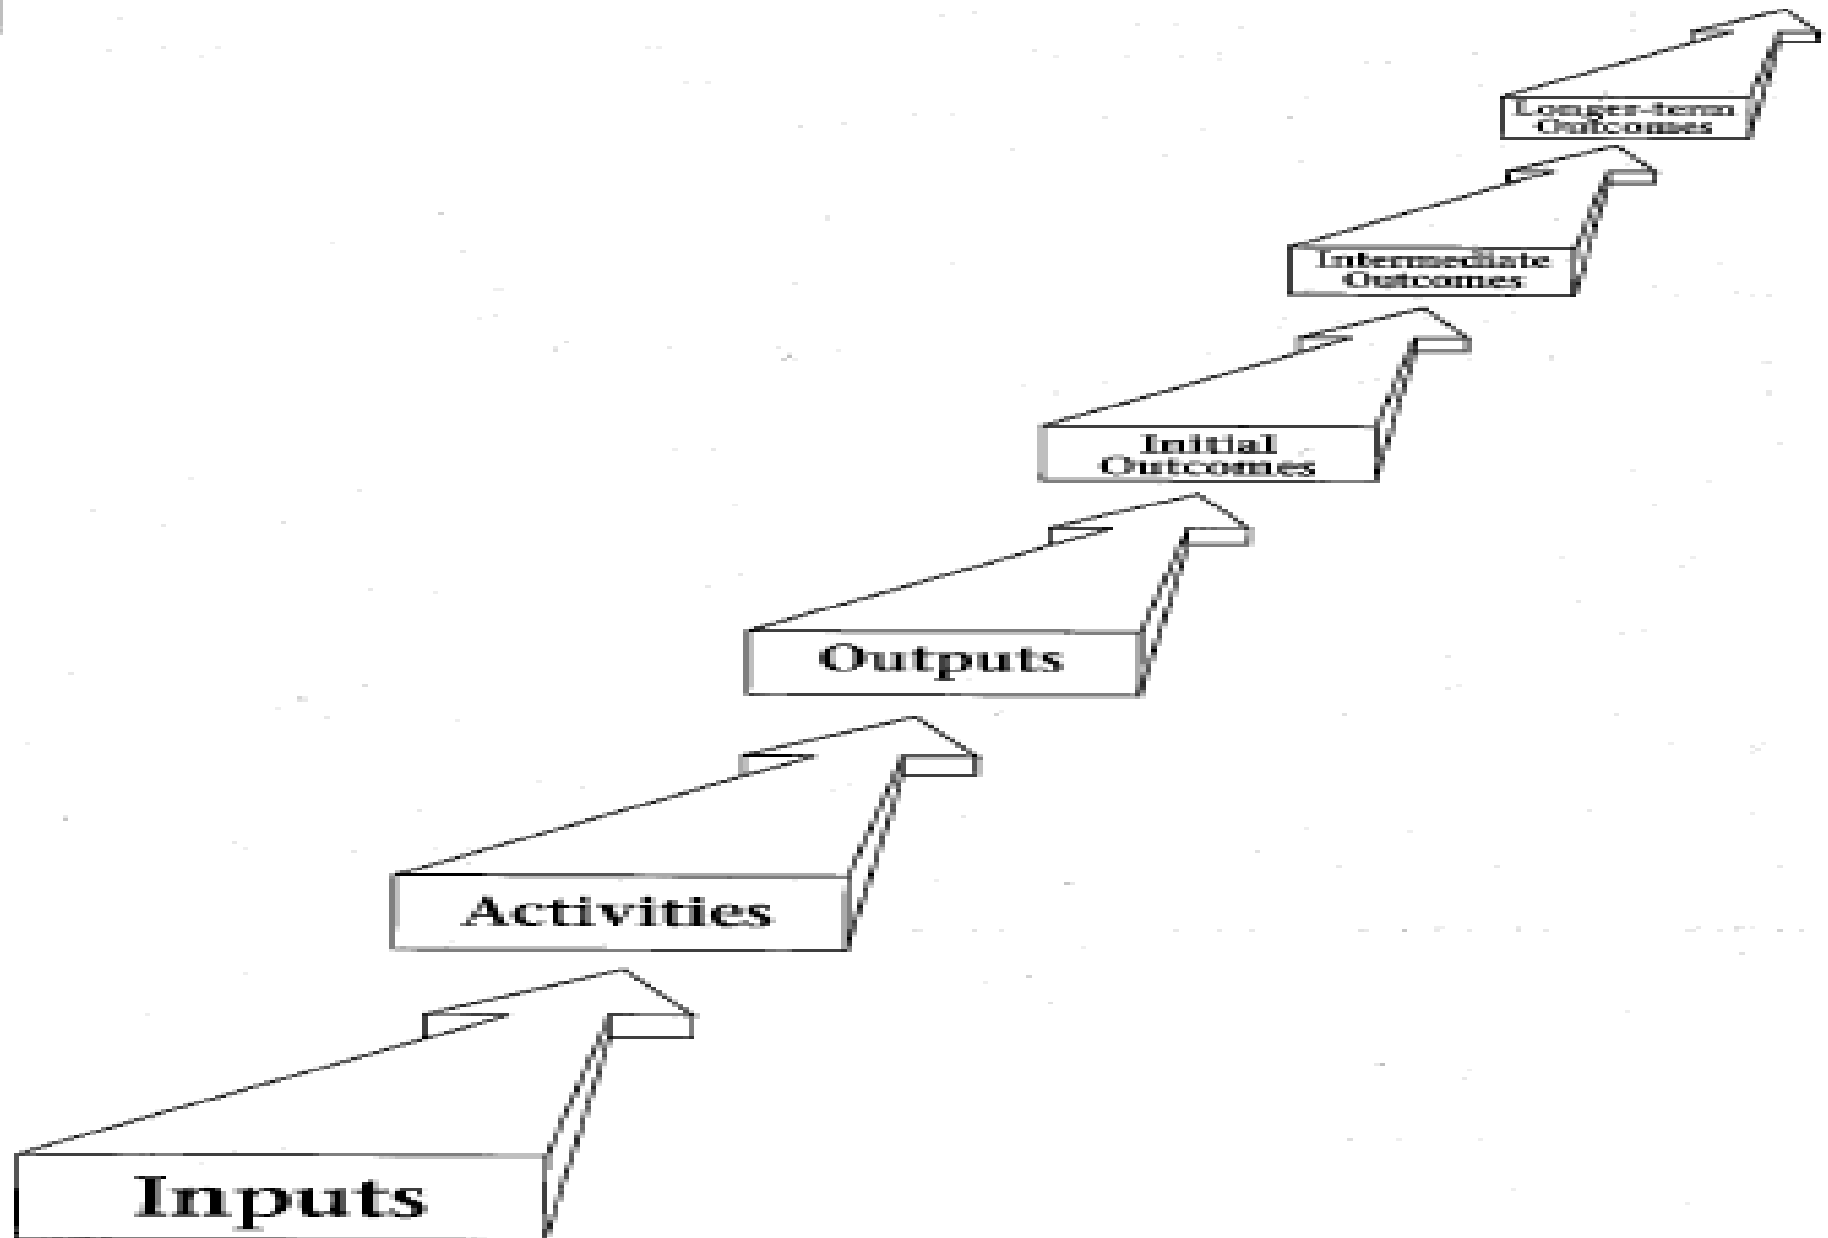 Longer-term
Outcomes
Intermediate
Outcomes
Initial
Outcomes
Outputs
Activities
Inputs